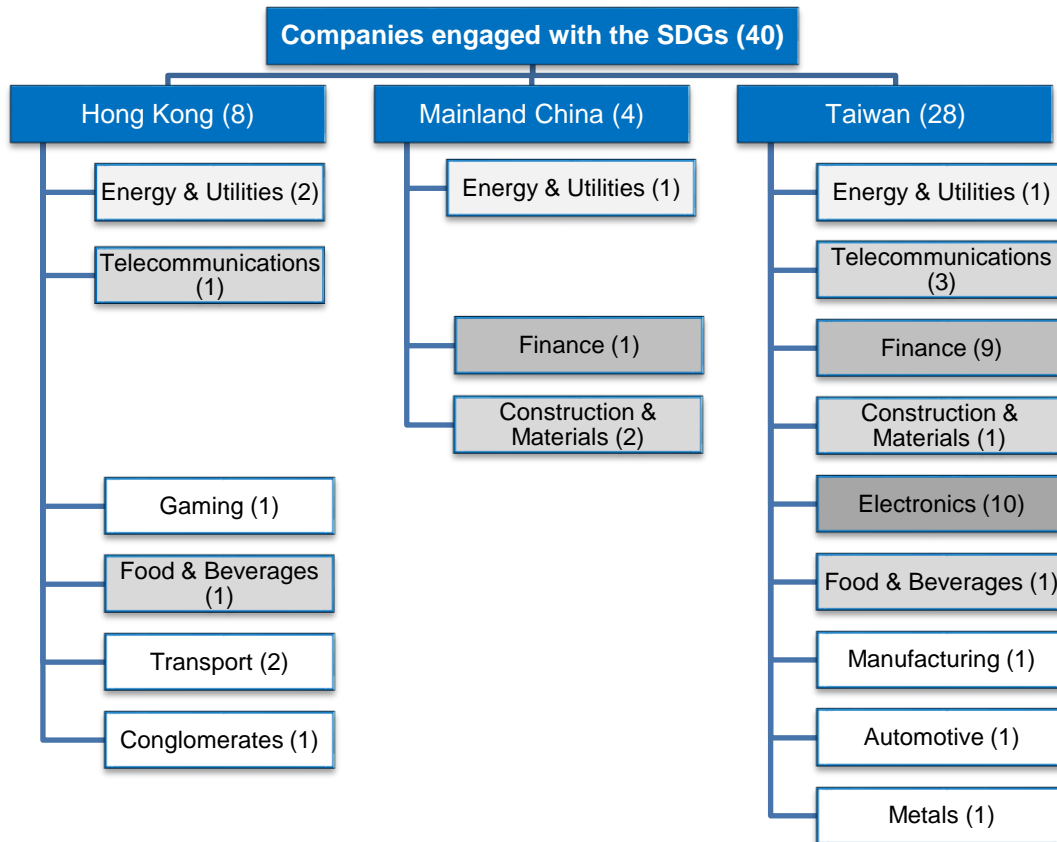 Companies engaged with the SDGs (40)
Hong Kong (8)
Energy & Utilities (2)
Telecommunications
(1)
Gaming (1)
Food & Beverages
(1)
Transport (2)
Conglomerates (1)
Mainland China (4)
Energy & Utilities (1)
Finance (1)
Construction &
Materials (2)
Taiwan (28)
Energy & Utilities (1)
Telecommunications
(3)
Finance (9)
Construction &
Materials (1)
Electronics (10)
Food & Beverages (1)
Manufacturing (1)
Automotive (1)
Metals (1)